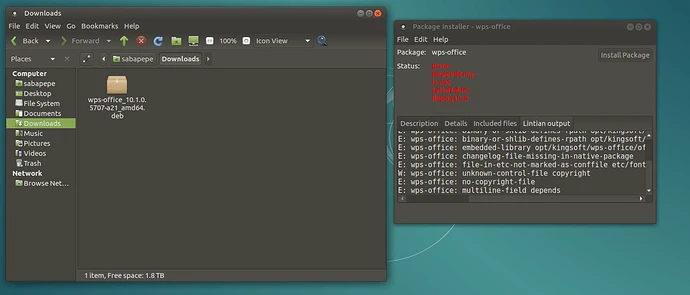 Downloads
File Edit View Go Bookmarks Help
Back Forward 100% Icon View
Places sabapepe Downloads
Computer
sabapepe
Desktop
File System
Documents
Downloads
Music
Pictures
Videos
Trash
Network
Browse Net...
wps-office_10.1.0.
5707-a21_amd64.
deb
1 item, Free space: 1.8 TB
Package Installer - wps-office
File Edit Help
Package: wps-office
Install Package
Status:
Description Details Included files Lintian output
E: wps-office: binary-or-shlib-defines-rpath opt/kingsoft/
E: wps-office: binary-or-shlib-defines-rpath opt/kingsoft/
E: wps-office: embedded-library opt/kingsoft/wps-office/of
E: wps-office: changelog-file-missing-in-native-package
E: wps-office: file-in-etc-not-marked-as-conffile etc/font
W: wps-office: unknown-control-file copyright
E: wps-office: no-copyright-file
E: wps-office: multiline-field depends